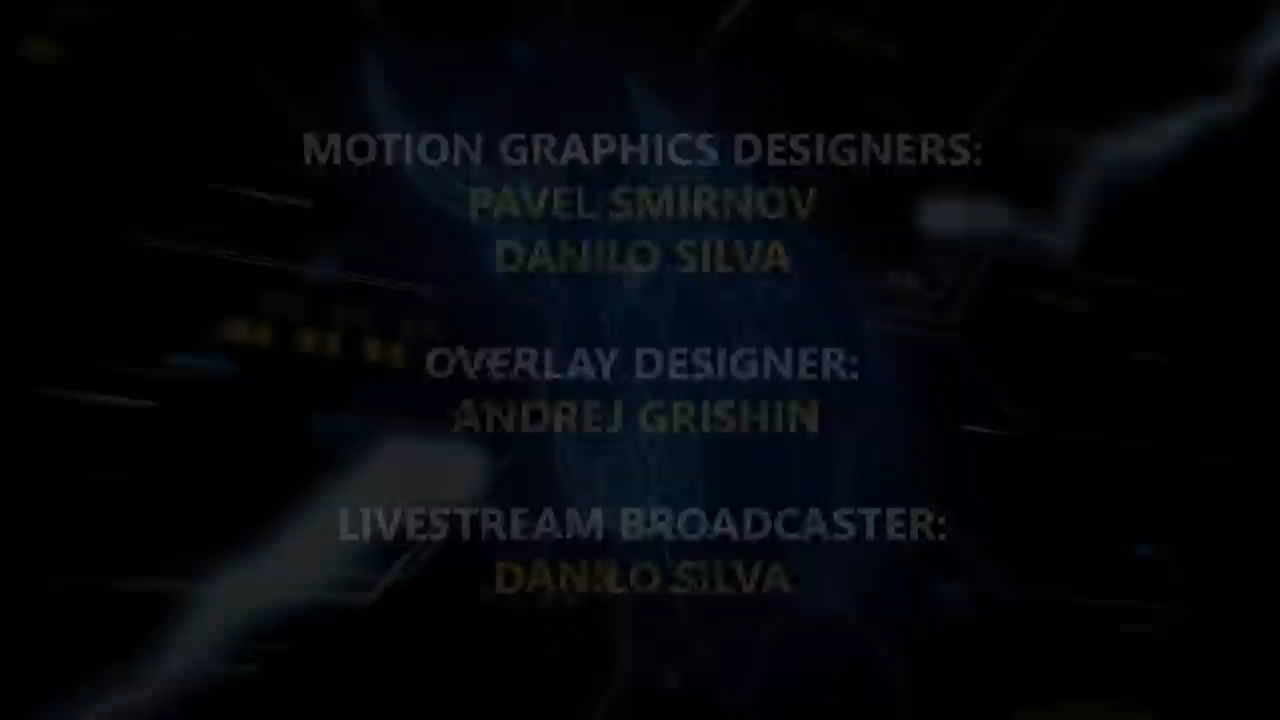 MOTION GRAPHICS DESIGNERS:
PAVEL SMIRNOV
DANILO SILVA
OVERLAY DESIGNER:
ANDREJ GRISHIN
LIVESTREAM BROADCASTER:
DANILO SILVA